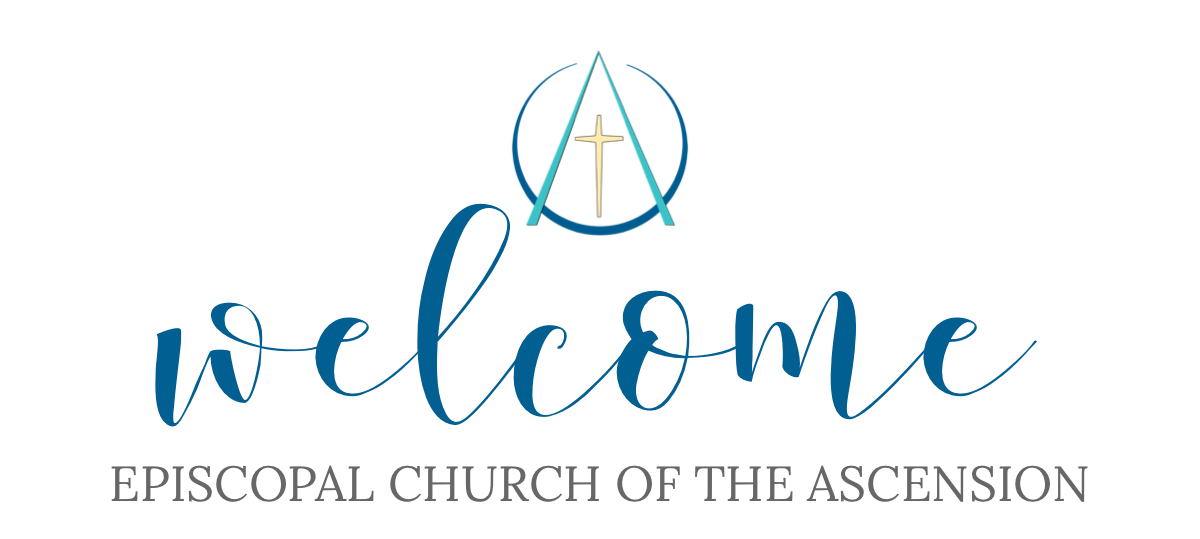 welcome
EPISCOPAL CHURCH OF THE ASCENSION